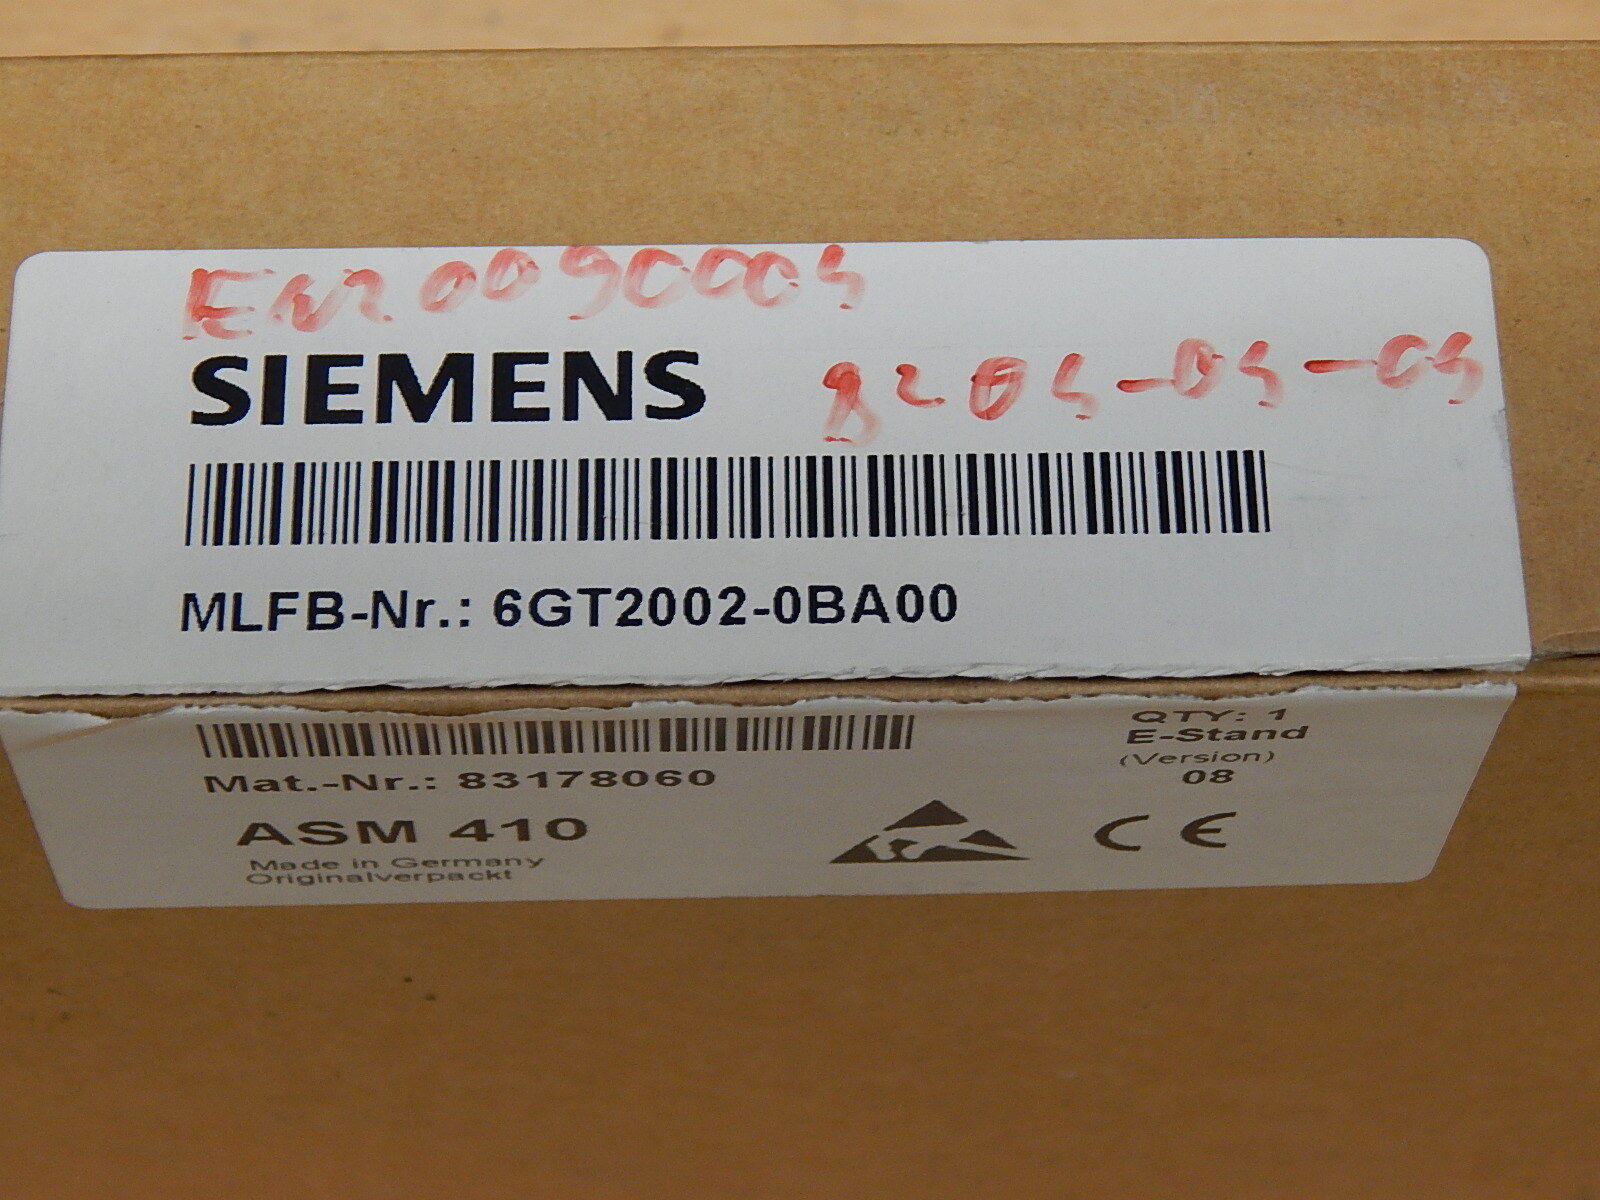 SIEMENS
MLFB-Nr.: 6GT2002-0BA00
QTY: 1
E-Stand
(Version)
08
Mat.-Nr.: 83178060
ASM 410
Made in Germany
Originalverpackt
CE